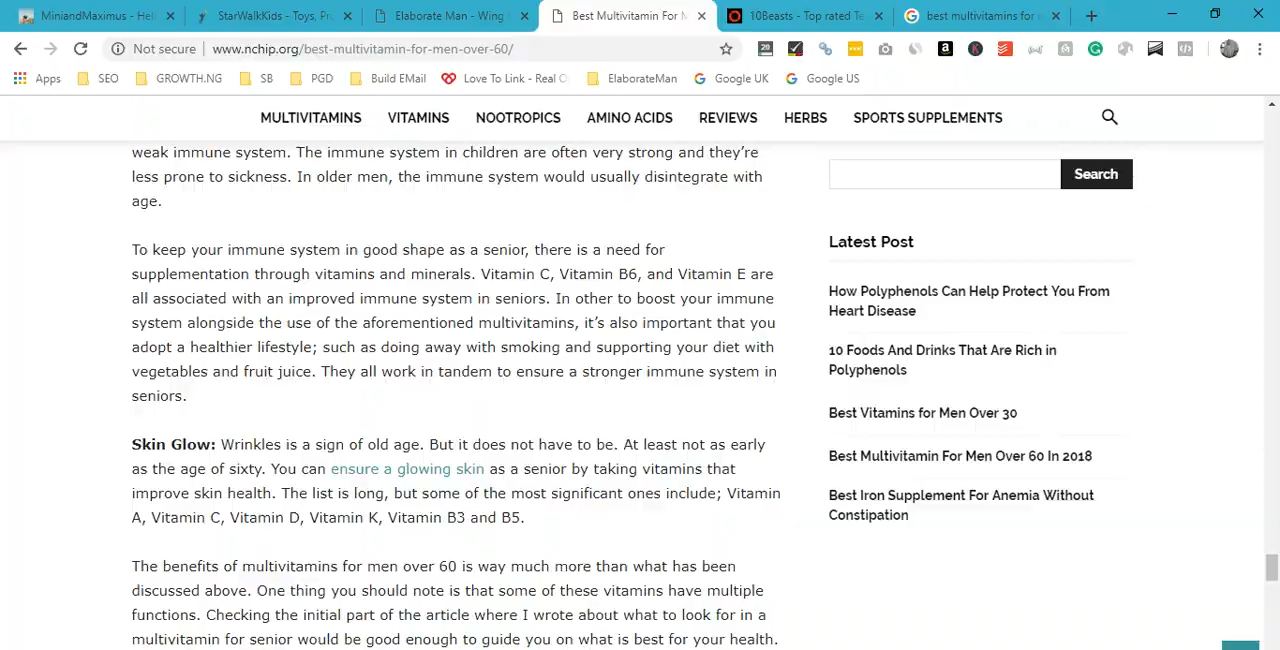 MiniandMaximus - Hel
StarWalkKids - Toys, Pr
Elaborate Man - Wing
Best Multivitamin For M
10Beasts - Top rated Te
best multivitamins for
Not secure | www.nchip.org/best-multivitamin-for-men-over-60/
Apps SEO GROWTH.NG SB PGD Build EMail Love To Link - Real C ElaborateMan Google UK Google US
MULTIVITAMINS VITAMINS NOOTROPICS AMINO ACIDS REVIEWS HERBS SPORTS SUPPLEMENTS
weak immune system. The immune system in children are often very strong and they’re
less prone to sickness. In older men, the immune system would usually disintegrate with
age.
To keep your immune system in good shape as a senior, there is a need for
supplementation through vitamins and minerals. Vitamin C, Vitamin B6, and Vitamin E are
all associated with an improved immune system in seniors. In other to boost your immune
system alongside the use of the aforementioned multivitamins, it’s also important that you
adopt a healthier lifestyle; such as doing away with smoking and supporting your diet with
vegetables and fruit juice. They all work in tandem to ensure a stronger immune system in
seniors.
Skin Glow: Wrinkles is a sign of old age. But it does not have to be. At least not as early
as the age of sixty. You can ensure a glowing skin as a senior by taking vitamins that
improve skin health. The list is long, but some of the most significant ones include; Vitamin
A, Vitamin C, Vitamin D, Vitamin K, Vitamin B3 and B5.
The benefits of multivitamins for men over 60 is way much more than what has been
discussed above. One thing you should note is that some of these vitamins have multiple
functions. Checking the initial part of the article where I wrote about what to look for in a
multivitamin for senior would be good enough to guide you on what is best for your health.
Search
Latest Post
How Polyphenols Can Help Protect You From
Heart Disease
10 Foods And Drinks That Are Rich in
Polyphenols
Best Vitamins for Men Over 30
Best Multivitamin For Men Over 60 In 2018
Best Iron Supplement For Anemia Without
Constipation